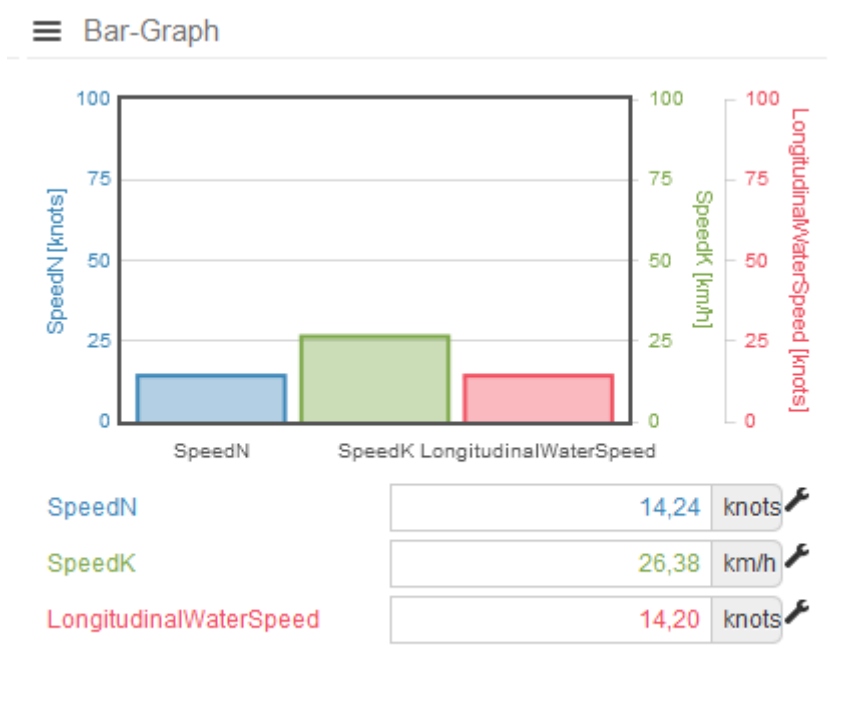 Bar-Graph
100
75
50
25
0
SpeedN [knots]
100
75
50
25
0
SpeedK [km/h]
100
75
50
25
0
LongitudinalWaterSpeed [knots]
SpeedN SpeedK LongitudinalWaterSpeed
SpeedN 14,24 knots
SpeedK 26,38 km/h
LongitudinalWaterSpeed 14,20 knots